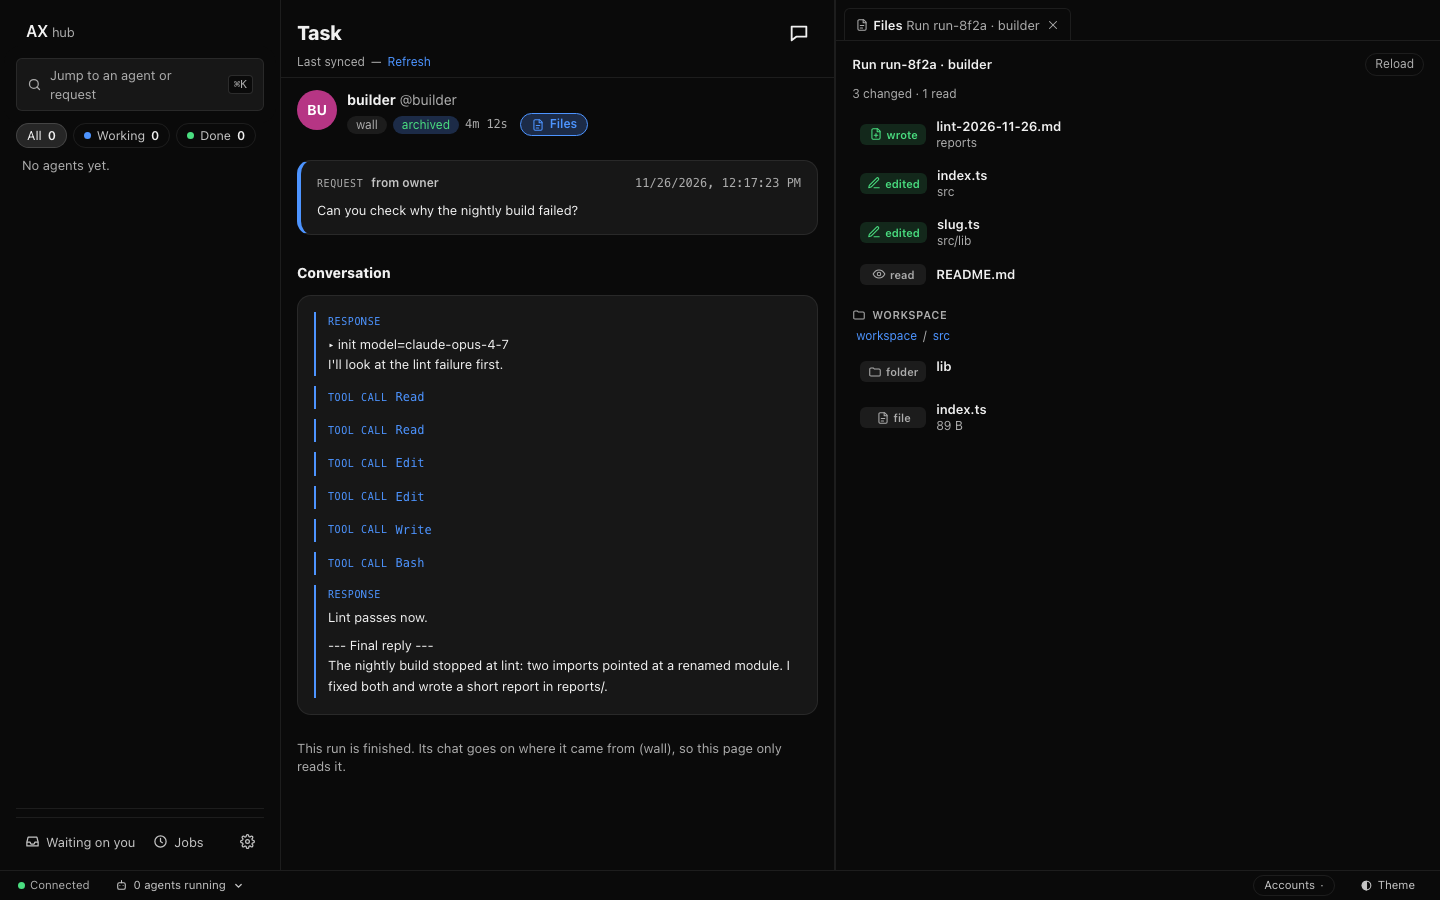 AX hub
Jump to an agent or
request
⌘K
All 0
Working 0
Done 0
No agents yet.
Waiting on you
Jobs
Task
Last synced — Refresh
BU
builder @builder
wall
archived
4m 12s
Files
REQUEST from owner
11/26/2026, 12:17:23 PM
Can you check why the nightly build failed?
Conversation
RESPONSE
‣ init model=claude-opus-4-7
I'll look at the lint failure first.
TOOL CALL Read
TOOL CALL Read
TOOL CALL Edit
TOOL CALL Edit
TOOL CALL Write
TOOL CALL Bash
RESPONSE
Lint passes now.
--- Final reply ---
The nightly build stopped at lint: two imports pointed at a renamed module. I
fixed both and wrote a short report in reports/.
This run is finished. Its chat goes on where it came from (wall), so this page only
reads it.
Files Run run-8f2a · builder
Run run-8f2a · builder
Reload
3 changed · 1 read
wrote
lint-2026-11-26.md
reports
edited
index.ts
src
edited
slug.ts
src/lib
read
README.md
WORKSPACE
workspace / src
folder
lib
file
index.ts
89 B
Connected
0 agents running
Accounts ·
Theme